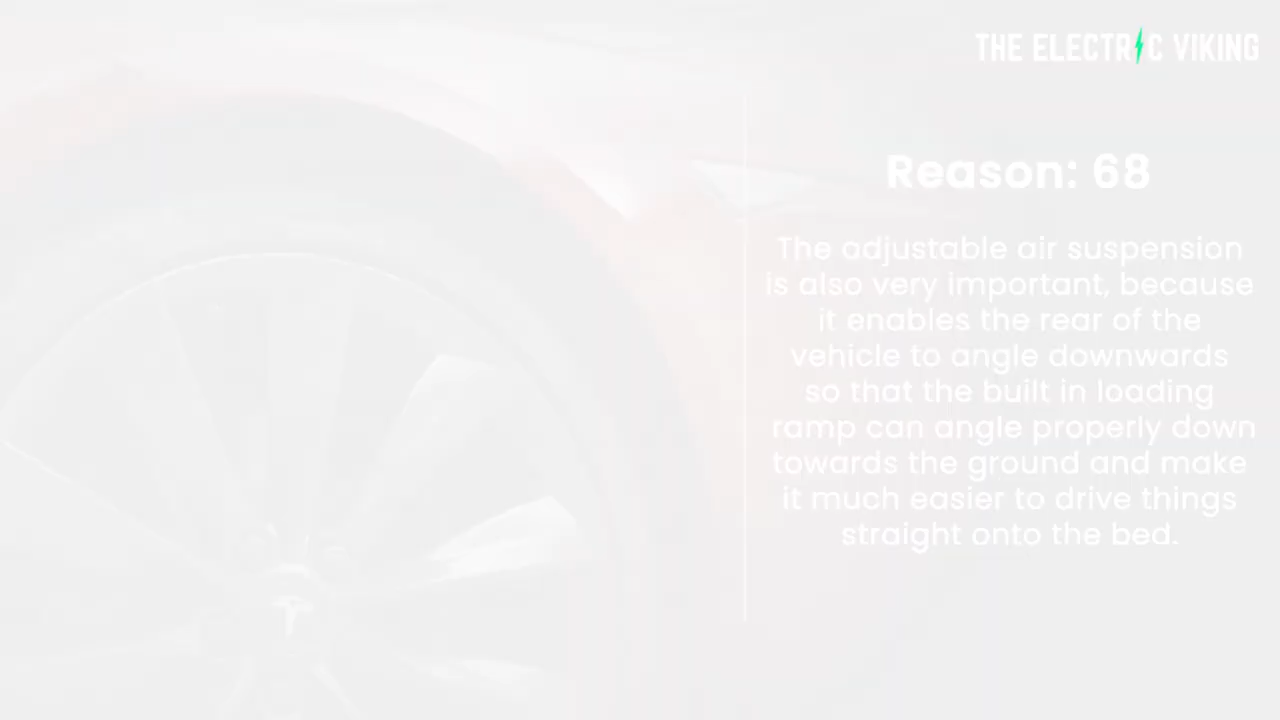 THE ELECTRIC VIKING
Reason: 68
The adjustable air suspension
is also very important, because
it enables the rear of the
vehicle to angle downwards
so that the built in loading
ramp can angle properly down
towards the ground and make
it much easier to drive things
straight onto the bed.